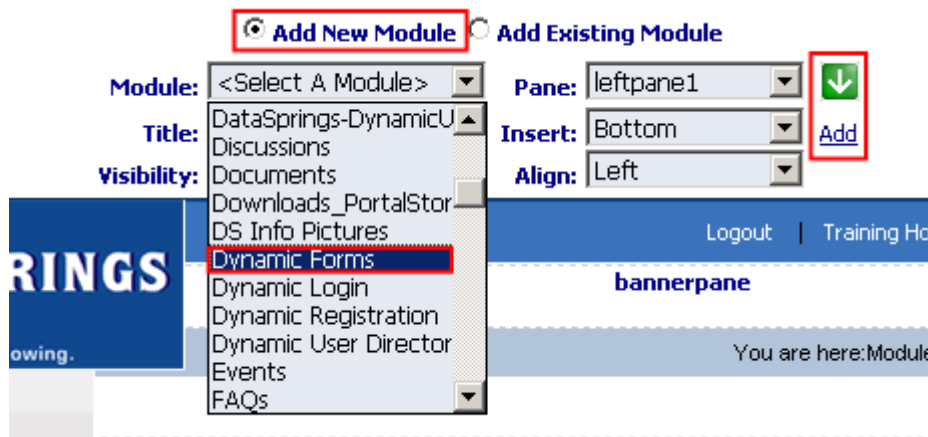 Add New Module Add Existing Module
Module: <Select A Module> Pane: leftpane1
DataSprings-DynamicU
Title: Insert: Bottom Add
Discussions
Visibility: Documents Align: Left
Downloads_PortalStor
DS Info Pictures Logout | Training Ho
Dynamic Forms
RINGS Dynamic Login bannerpane
Dynamic Registration
owing. Dynamic User Director You are here:Module
Events
FAQs